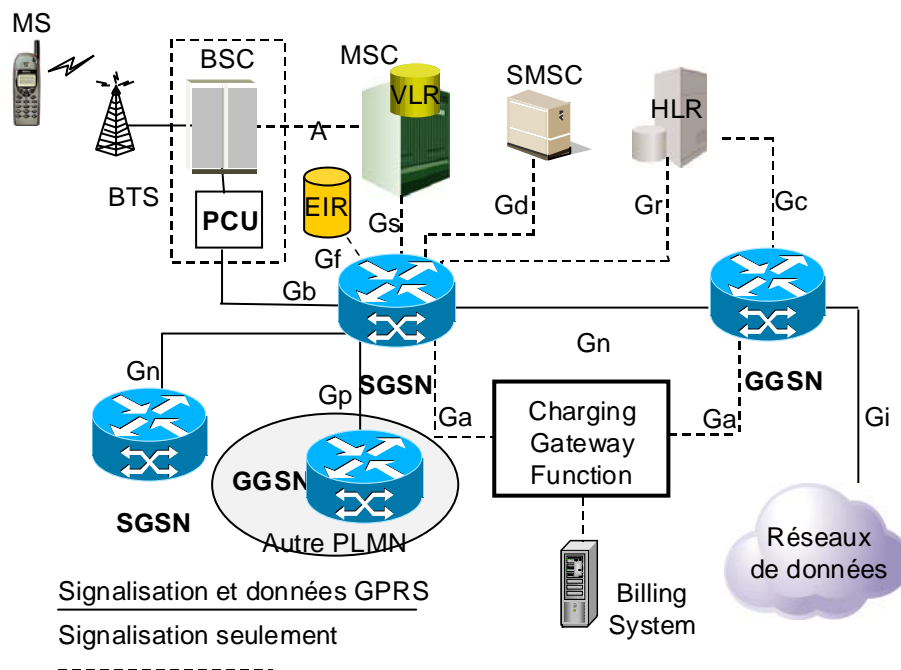 MS
BSC
MSC
VLR
SMSC
HLR
A
BTS
PCU
EIR
Gs
Gd
Gr
Gc
Gf
Gb
Gn
Gn
Gp
SGSN
Ga
Charging
Gateway
Function
Ga
GGSN
Gi
SGSN
GGSN
Autre PLMN
Réseaux
de données
Billing
System
Signalisation et données GPRS
Signalisation seulement